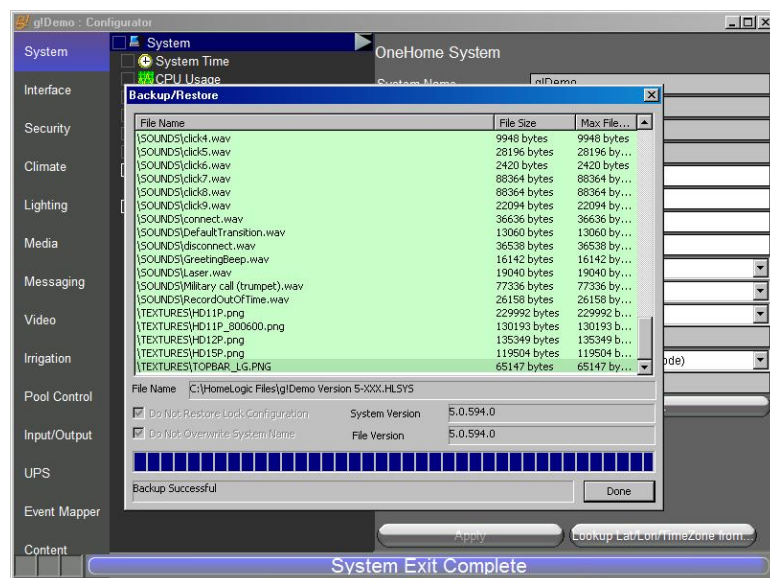 g!Demo : Configurator
System
Interface
Security
Climate
Lighting
Media
Messaging
Video
Irrigation
Pool Control
Input/Output
UPS
Event Mapper
Content
System
System Time
CPU Usage
OneHome System
System Name
g!Demo
Backup/Restore
File Name File Size Max File...
\SOUNDS\click4.wav 9948 bytes 9948 bytes
\SOUNDS\click5.wav 28196 bytes 28196 by...
\SOUNDS\click6.wav 2420 bytes 2420 bytes
\SOUNDS\click7.wav 88364 bytes 88364 by...
\SOUNDS\click8.wav 88364 bytes 88364 by...
\SOUNDS\click9.wav 22094 bytes 22094 by...
\SOUNDS\connect.wav 36636 bytes 36636 by...
\SOUNDS\DefaultTransition.wav 13060 bytes 13060 by...
\SOUNDS\disconnect.wav 36538 bytes 36538 by...
\SOUNDS\GreetingBeep.wav 16142 bytes 16142 by...
\SOUNDS\Laser.wav 19040 bytes 19040 by...
\SOUNDS\Military call (trumpet).wav 77336 bytes 77336 by...
\SOUNDS\RecordOutOfTime.wav 26158 bytes 26158 by...
\TEXTURES\HD11P.png 229992 bytes 229992 b...
\TEXTURES\HD11P_800600.png 130193 bytes 130193 b...
\TEXTURES\HD12P.png 135349 bytes 135349 b...
\TEXTURES\HD15P.png 119504 bytes 119504 b...
\TEXTURES\TOPBAR_LG.PNG 65147 bytes 65147 by...
File Name C:\HomeLogic Files\g!Demo Version 5-XXX.HLSYS
Do Not Restore Lock Configuration System Version 5.0.594.0
Do Not Overwrite System Name File Version 5.0.594.0
Backup Successful Done
ode)
Apply Lookup Lat/Lon/TimeZone from...
System Exit Complete